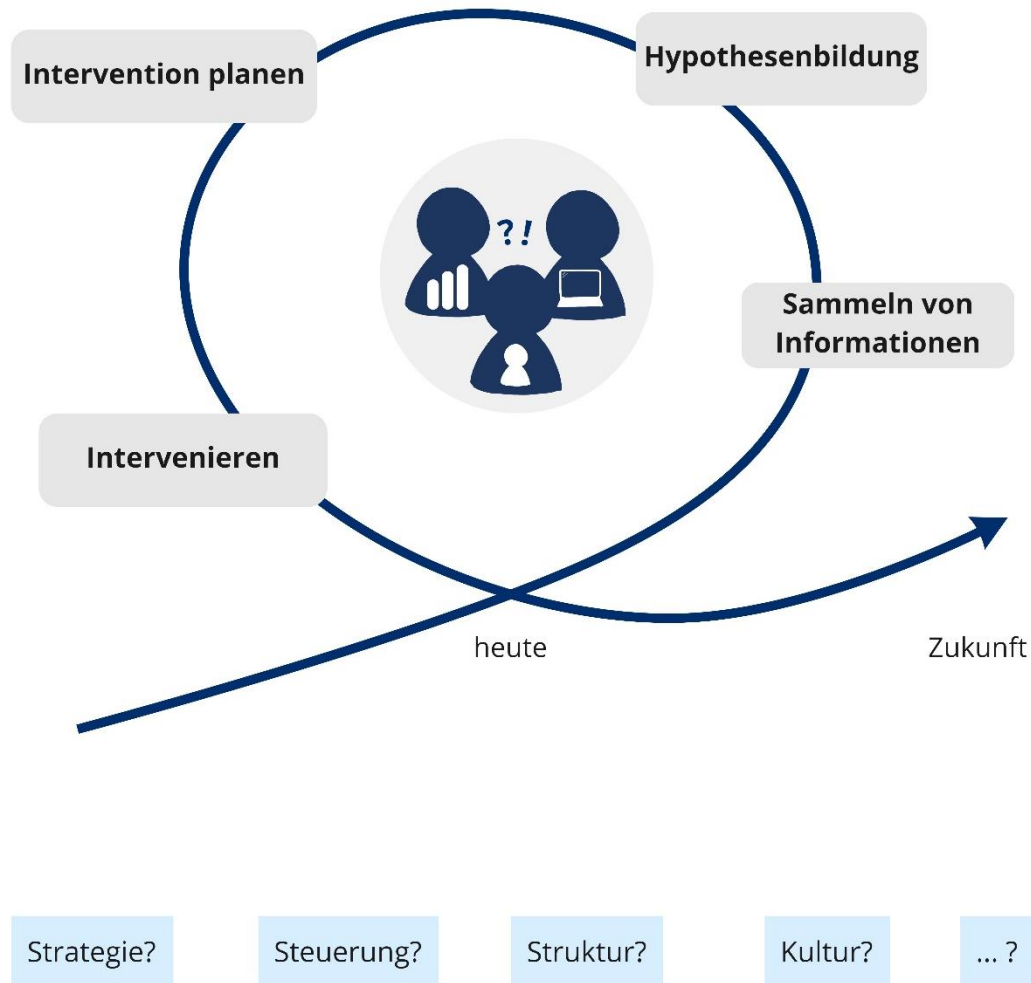 Intervention planen
Hypothesenbildung
?!
Sammeln von
Informationen
Intervenieren
heute
Zukunft
Strategie?
Steuerung?
Struktur?
Kultur?
... ?